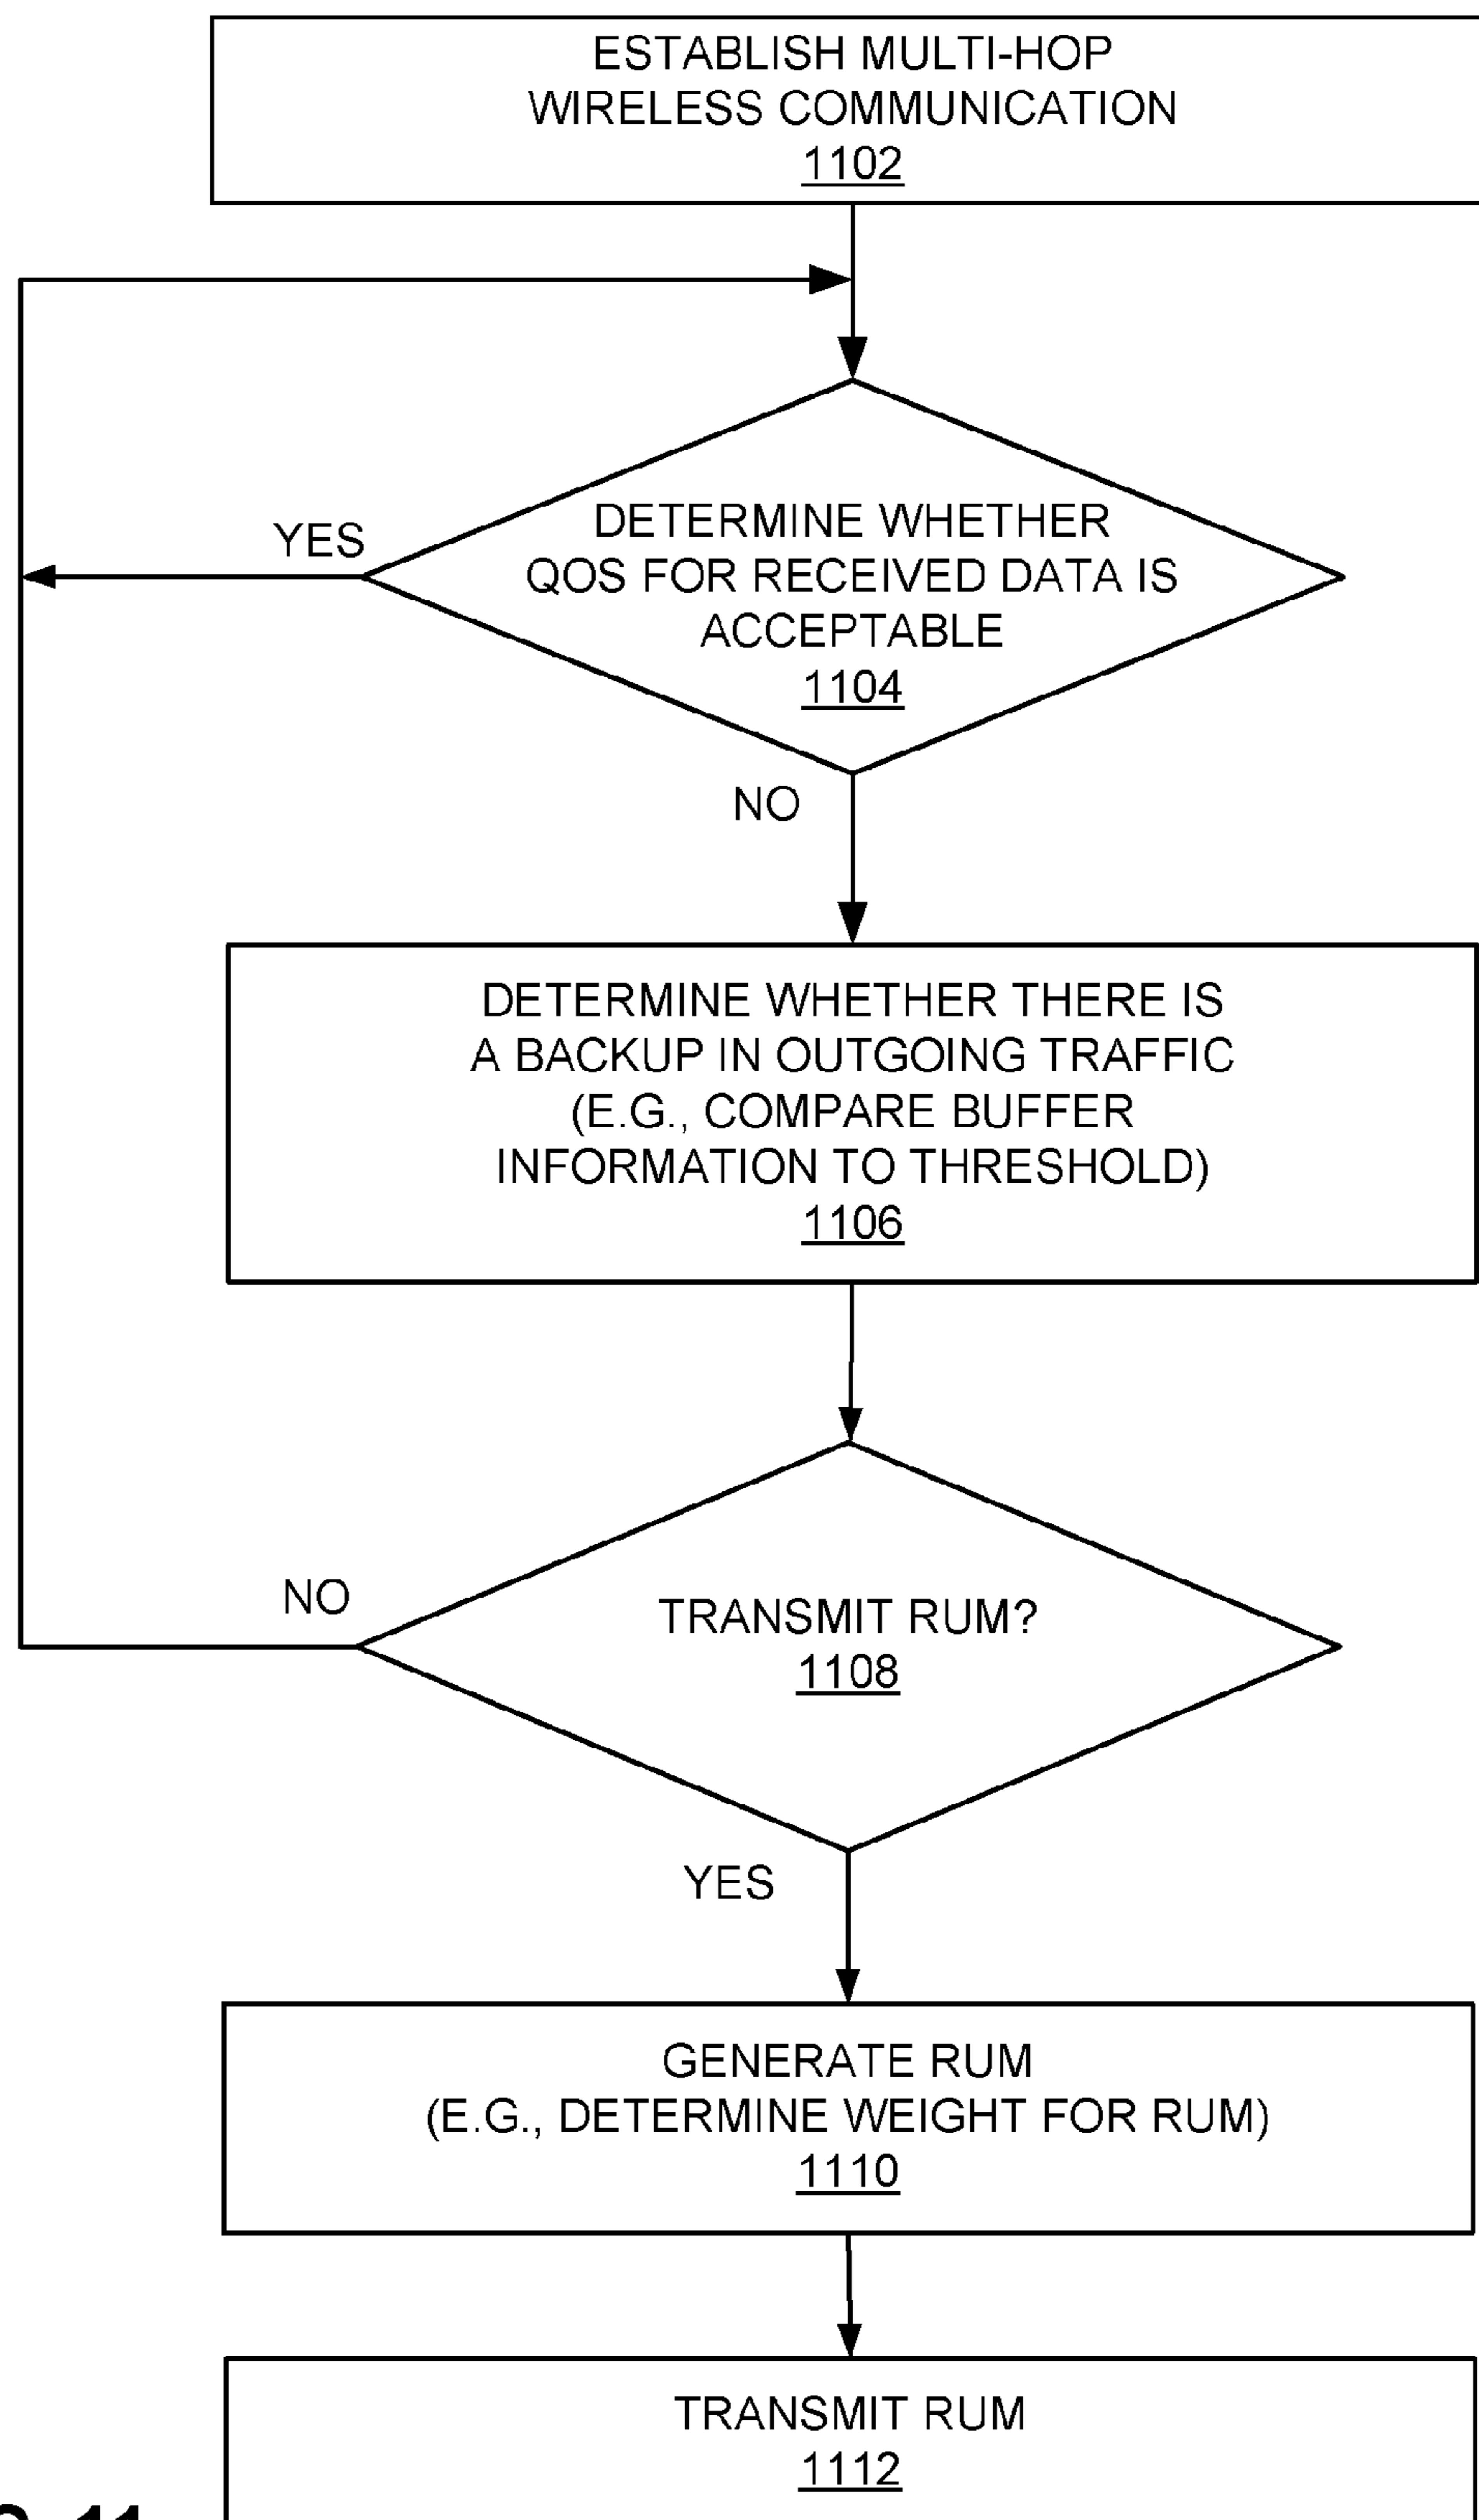 ESTABLISH MULTI-HOP
WIRELESS COMMUNICATION
1102
YES
DETERMINE WHETHER
QOS FOR RECEIVED DATA IS
ACCEPTABLE
1104
NO
DETERMINE WHETHER THERE IS
A BACKUP IN OUTGOING TRAFFIC
(E.G., COMPARE BUFFER
INFORMATION TO THRESHOLD)
1106
NO
TRANSMIT RUM?
1108
YES
GENERATE RUM
(E.G., DETERMINE WEIGHT FOR RUM)
1110
TRANSMIT RUM
1112